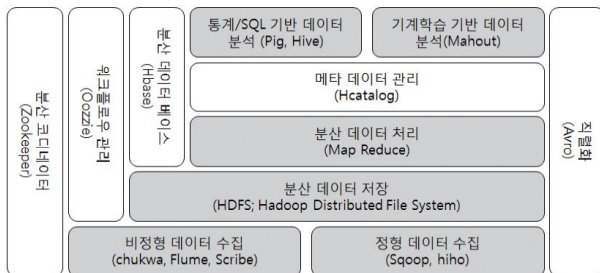 분산 코디네이터
(Zookeeper)
워크플로우 관리
(Oozzie)
분산 데이터 베이스
(Hbase)
통계/SQL 기반 데이터
분석 (Pig, Hive)
기계학습 기반 데이터
분석(Mahout)
메타 데이터 관리
(Hcatalog)
분산 데이터 처리
(Map Reduce)
분산 데이터 저장
(HDFS; Hadoop Distributed File System)
비정형 데이터 수집
(chukwa, Flume, Scribe)
정형 데이터 수집
(Sqoop, hiho)
직렬화
(Avro)